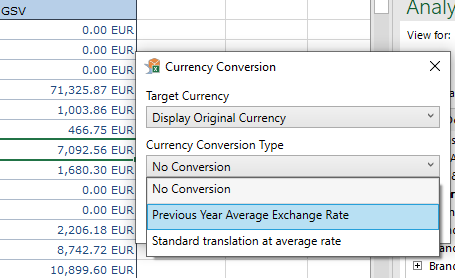 GSV
Analy
View for:
0.00 EUR
0.00 EUR
0.00 EUR
71,325.87 EUR
1,003.86 EUR
466.75 EUR
7,092.56 EUR
1,680.30 EUR
0.00 EUR
0.00 EUR
2,206.18 EUR
8,742.72 EUR
10,899.60 EUR
Currency Conversion
Target Currency
Display Original Currency
Currency Conversion Type
No Conversion
No Conversion
Previous Year Average Exchange Rate
Standard translation at average rate
Branc
Branc